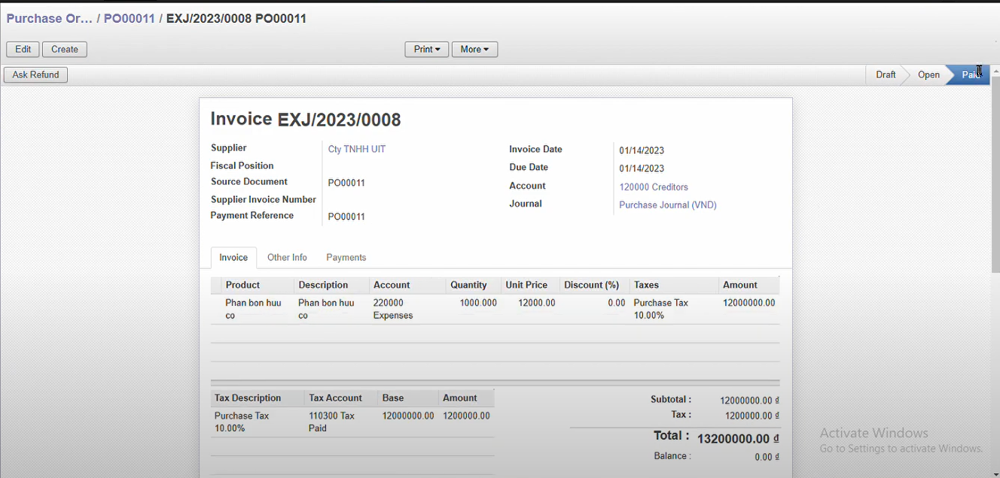 Purchase Or... / PO00011 / EXJ/2023/0008 PO00011
Edit Create Print More
Ask Refund Draft Open Paid
Invoice EXJ/2023/0008
Supplier Cty TNHH UIT Invoice Date 01/14/2023
Fiscal Position Due Date 01/14/2023
Source Document PO00011 Account 120000 Creditors
Supplier Invoice Number Journal Purchase Journal (VND)
Payment Reference PO00011
Invoice Other Info Payments
Product Description Account Quantity Unit Price Discount (%) Taxes Amount
Phan bon huu Phan bon huu 220000 1000.000 12000.00 0.00 Purchase Tax 12000000.00
co co Expenses 10.00%
Tax Description Tax Account Base Amount Subtotal : 12000000.00 đ
Purchase Tax 110300 Tax 12000000.00 1200000.00 Tax : 1200000.00 đ
10.00% Paid
Total : 13200000.00 đ
Balance : 0.00 đ
Activate Windows
Go to Settings to activate Windows.